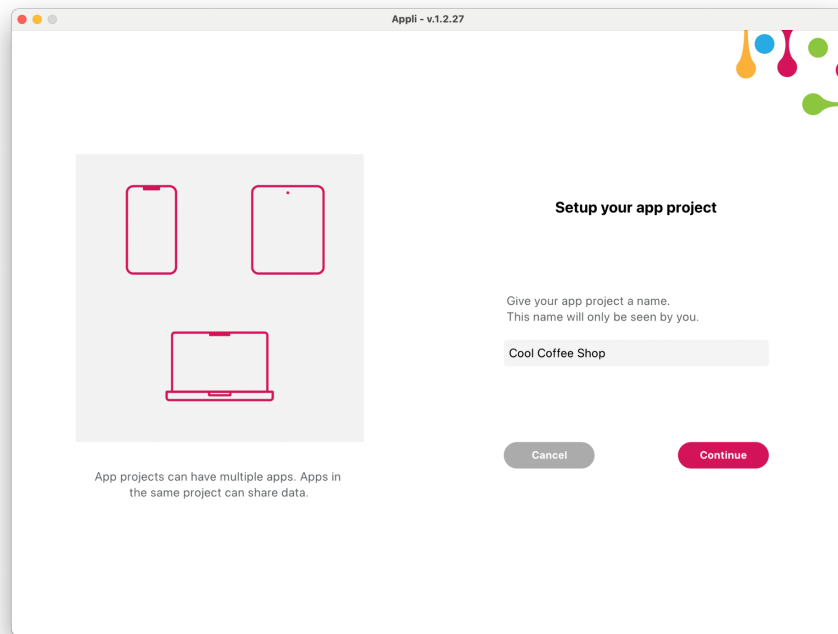 Appli - v.1.2.27
App projects can have multiple apps. Apps in
the same project can share data.
Setup your app project
Give your app project a name.
This name will only be seen by you.
Cool Coffee Shop
Cancel
Continue